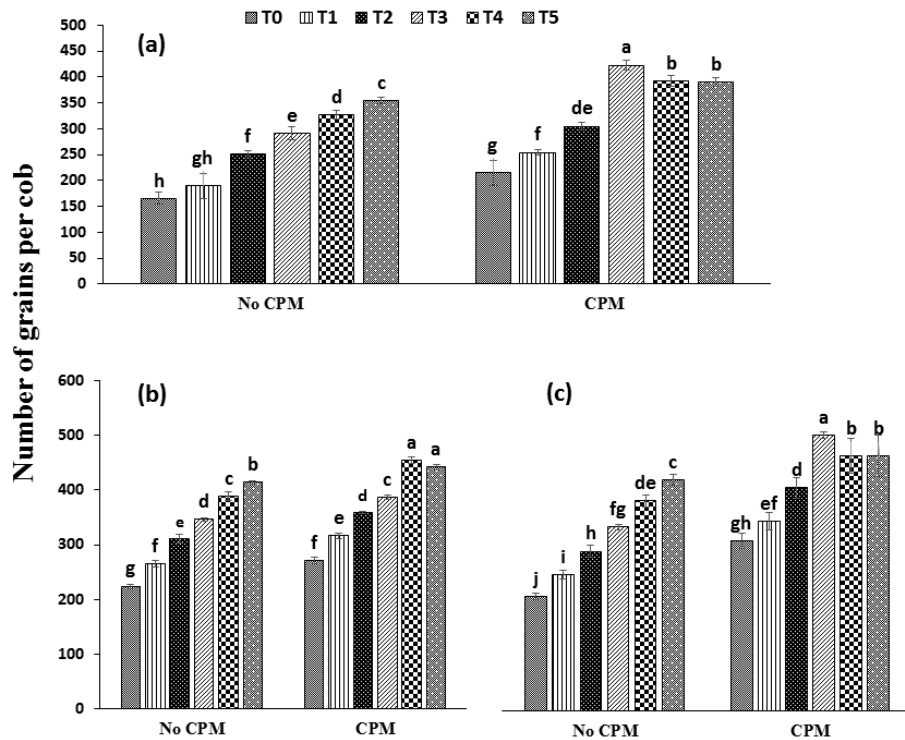 T0 T1 T2 T3 T4 T5
Number of grains per cob
(a)
500
450
400
350
300
250
200
150
100
50
0
h gh f e d c
g f de a b b
No CPM CPM
(b)
600
500
400
300
200
100
0
g f e d c b
f e d c a a
No CPM CPM
(c)
j i h fg de c
gh ef d a b b
No CPM CPM